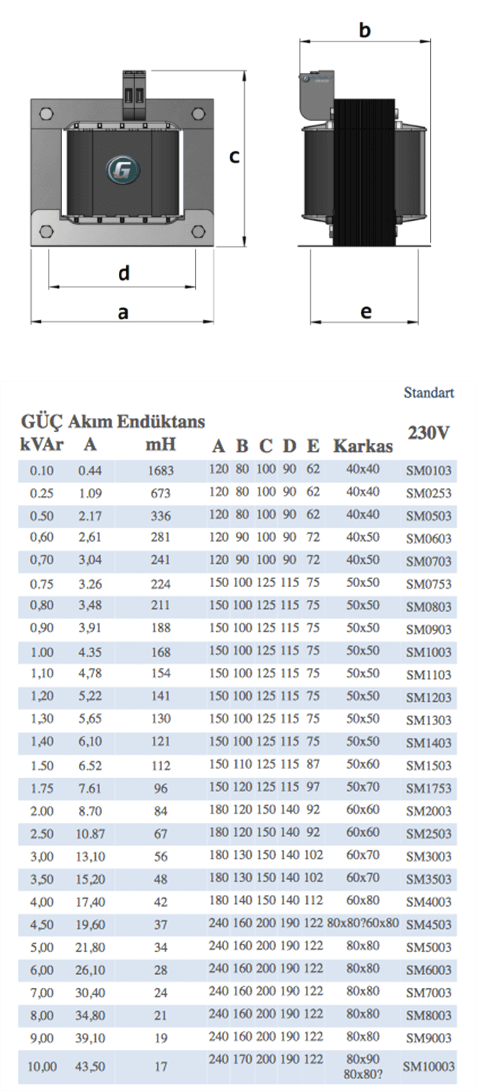 b
G
c
d
a
e
Standart
GÜÇ Akım Endüktans
kVAr A mH A B C D E Karkas 230V
0.10 0.44 1683 120 80 100 90 62 40x40 SM0103
0.25 1.09 673 120 80 100 90 62 40x40 SM0253
0.50 2.17 336 120 80 100 90 62 40x40 SM0503
0,60 2,61 281 120 90 100 90 72 40x50 SM0603
0,70 3,04 241 120 90 100 90 72 40x50 SM0703
0.75 3.26 224 150 100 125 115 75 50x50 SM0753
0,80 3,48 211 150 100 125 115 75 50x50 SM0803
0,90 3,91 188 150 100 125 115 75 50x50 SM0903
1.00 4.35 168 150 100 125 115 75 50x50 SM1003
1,10 4,78 154 150 100 125 115 75 50x50 SM1103
1,20 5,22 141 150 100 125 115 75 50x50 SM1203
1,30 5,65 130 150 100 125 115 75 50x50 SM1303
1,40 6,10 121 150 100 125 115 75 50x50 SM1403
1.50 6.52 112 150 110 125 115 87 50x60 SM1503
1.75 7.61 96 150 120 125 115 97 50x70 SM1753
2.00 8.70 84 180 120 150 140 92 60x60 SM2003
2.50 10.87 67 180 120 150 140 92 60x60 SM2503
3,00 13,10 56 180 130 150 140 102 60x70 SM3003
3,50 15,20 48 180 130 150 140 102 60x70 SM3503
4,00 17,40 42 180 140 150 140 112 60x80 SM4003
4,50 19,60 37 240 160 200 190 122 80x80?60x80 SM4503
5,00 21,80 34 240 160 200 190 122 80x80 SM5003
6,00 26,10 28 240 160 200 190 122 80x80 SM6003
7,00 30,40 24 240 160 200 190 122 80x80 SM7003
8,00 34,80 21 240 160 200 190 122 80x80 SM8003
9,00 39,10 19 240 160 200 190 122 80x80 SM9003
10,00 43,50 17 240 170 200 190 122 80x90 SM10003
80x80?